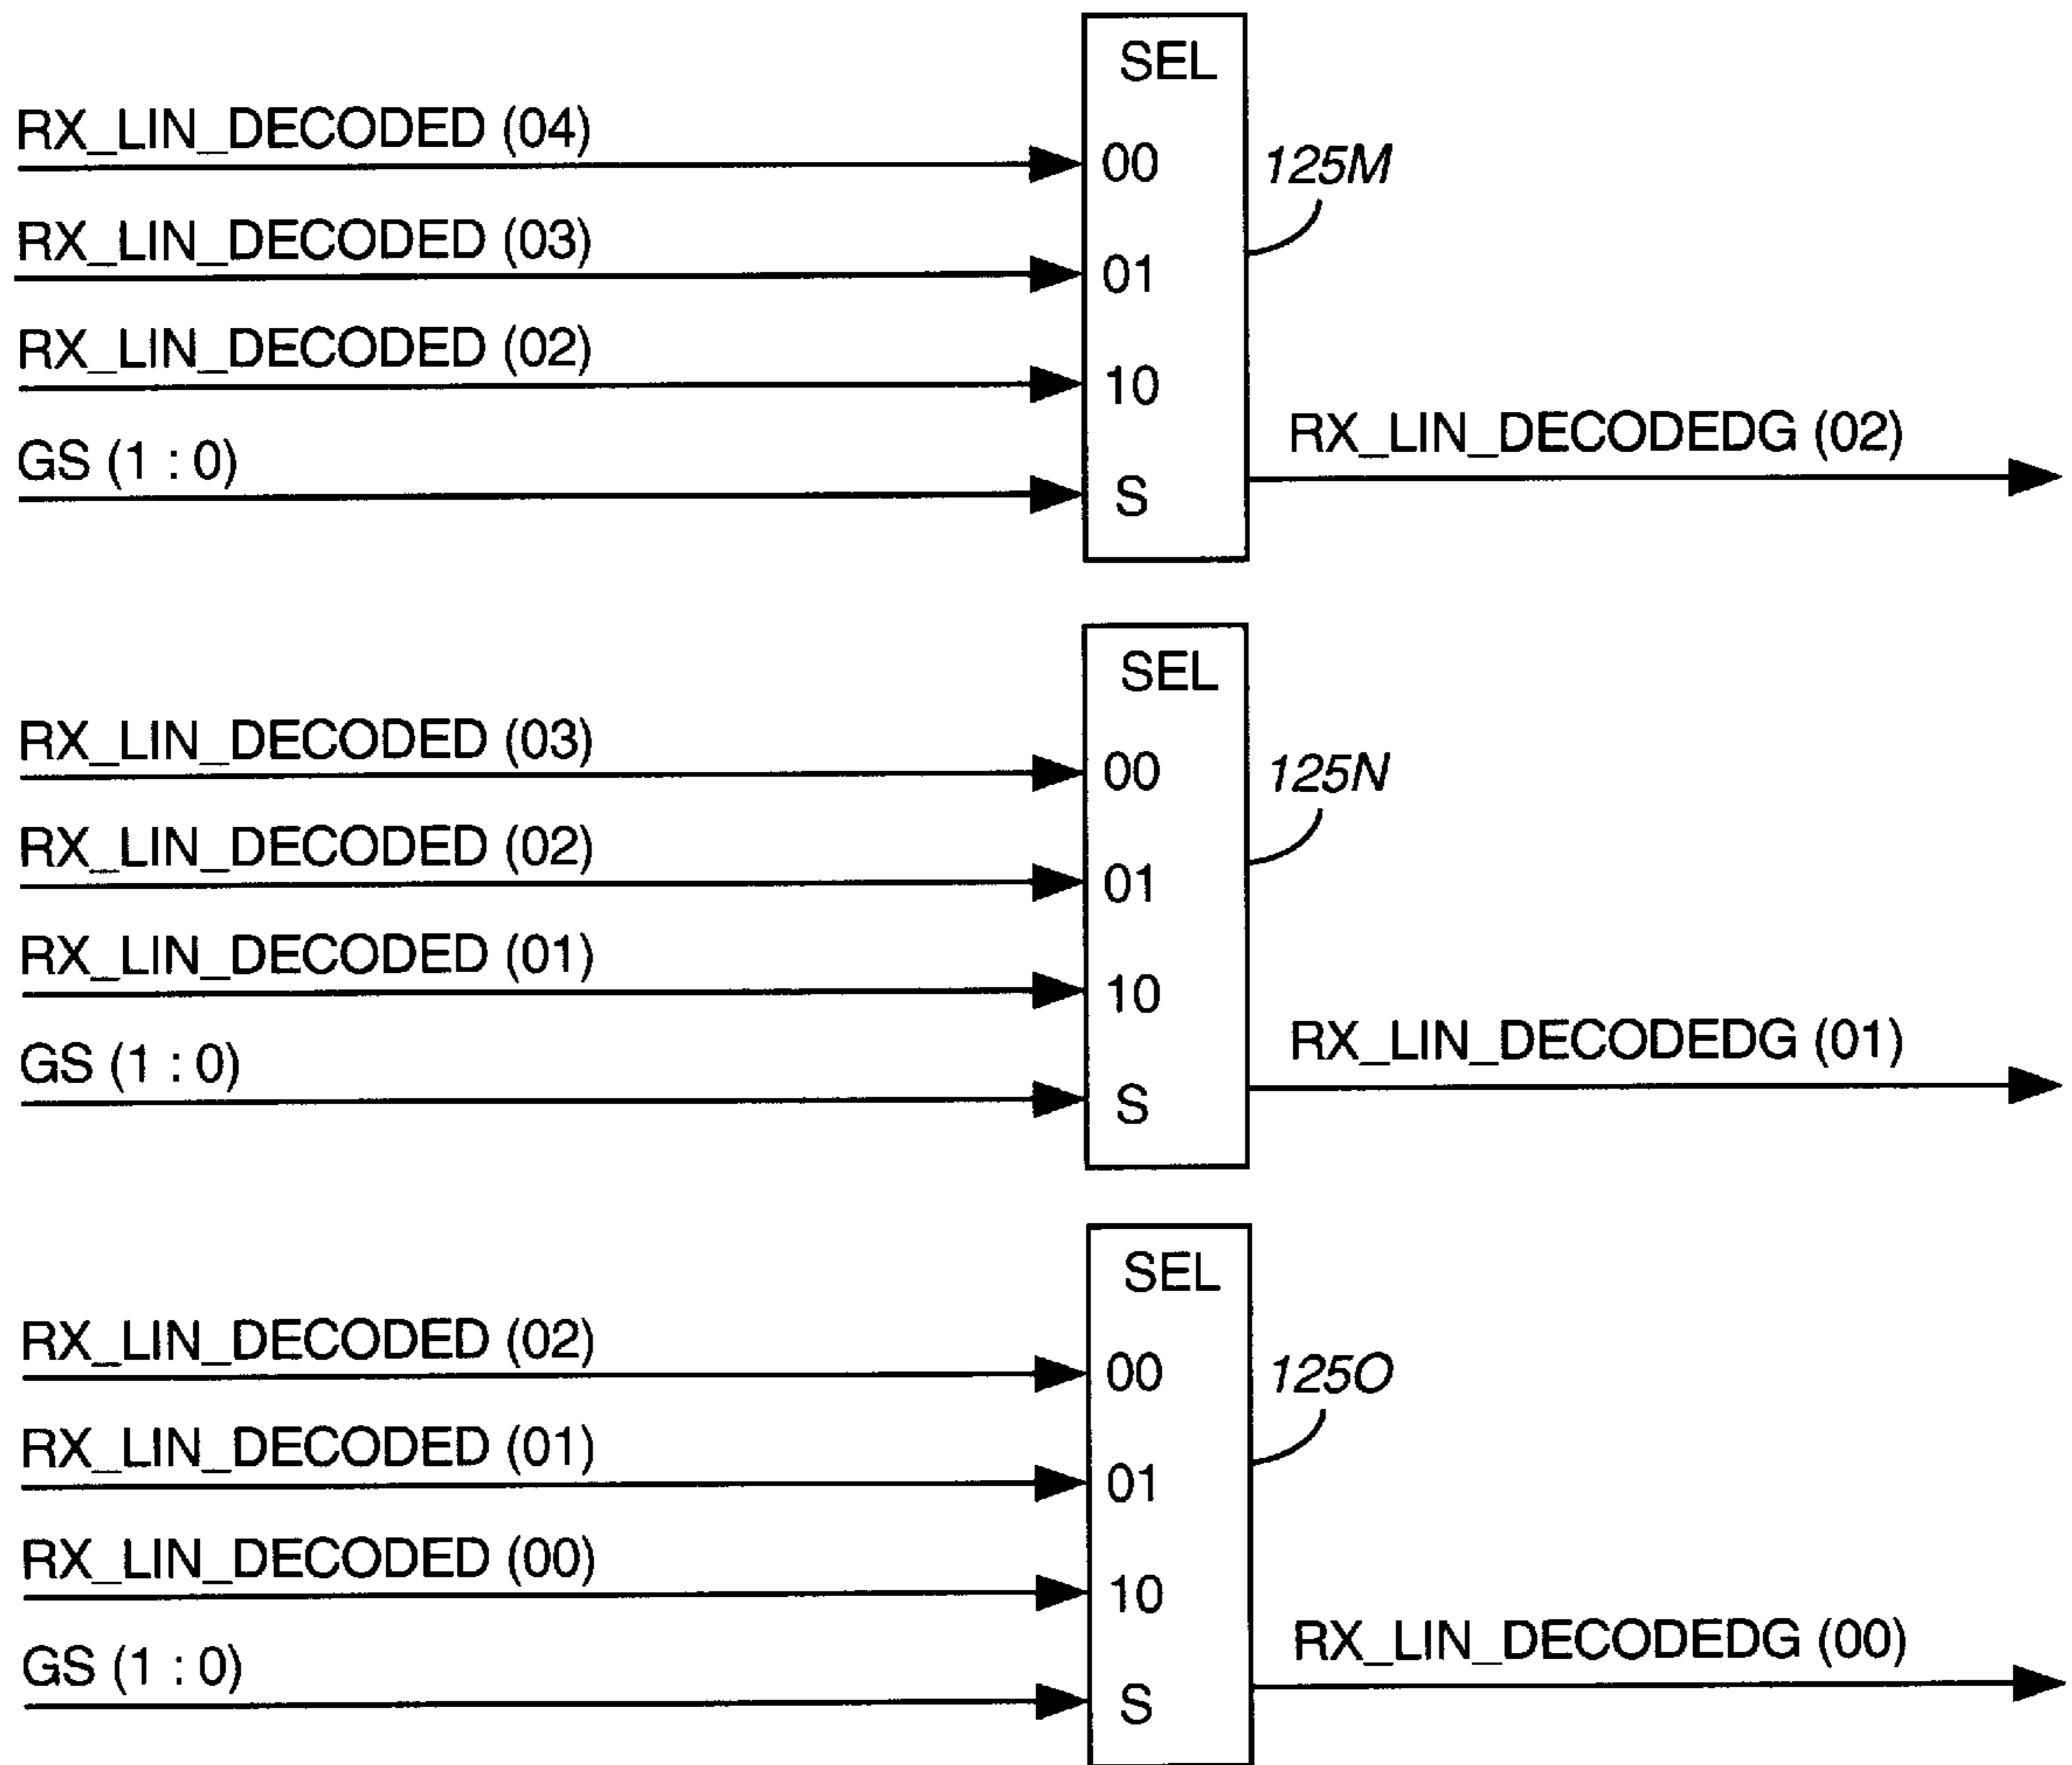 SEL
RX_LIN_DECODED (04)
00
125M
RX_LIN_DECODED (03)
01
RX_LIN_DECODED (02)
10
RX_LIN_DECODEDG (02)
GS (1 : 0)
S
SEL
RX_LIN_DECODED (03)
00
125N
RX_LIN_DECODED (02)
01
RX_LIN_DECODED (01)
10
RX_LIN_DECODEDG (01)
GS (1 : 0)
S
SEL
RX_LIN_DECODED (02)
00
125O
RX_LIN_DECODED (01)
01
RX_LIN_DECODED (00)
10
RX_LIN_DECODEDG (00)
GS (1 : 0)
S